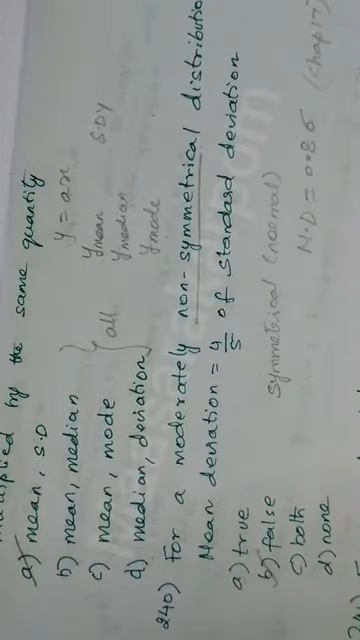 multiplied by the same quantity
a) mean, S.D y = ax
b) mean, median ymean S.Dy
c) mean, mode } all ymedian
d) median, deviation ymode
240) For a moderately non-symmetrical distributio
Mean deviation = 4/5 of standard deviation
a) true
b) false symmetrical (normal)
c) both M.D = 0.8 σ (Chap 17)
d) none